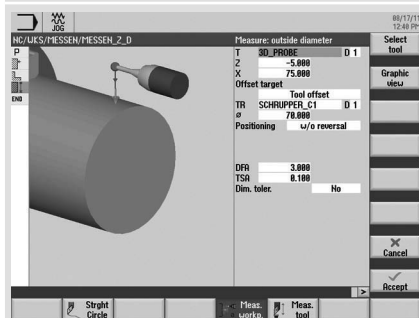 JOG
08/17/11
12:40 PM
NC/WKS/MESSEN/MESSEN_Z_D
Measure: outside diameter
Select
tool
P
T 3D_PROBE D 1
Z -5.000
X 75.000
Graphic
view
Offset target
Tool offset
END
TR SCHRUPPER_C1 D 1
ø 70.000
Positioning w/o reversal
DFA 3.000
TSA 0.100
Dim. toler. No
Cancel
Accept
>
Strght
Circle
Meas.
workp.
Meas.
tool